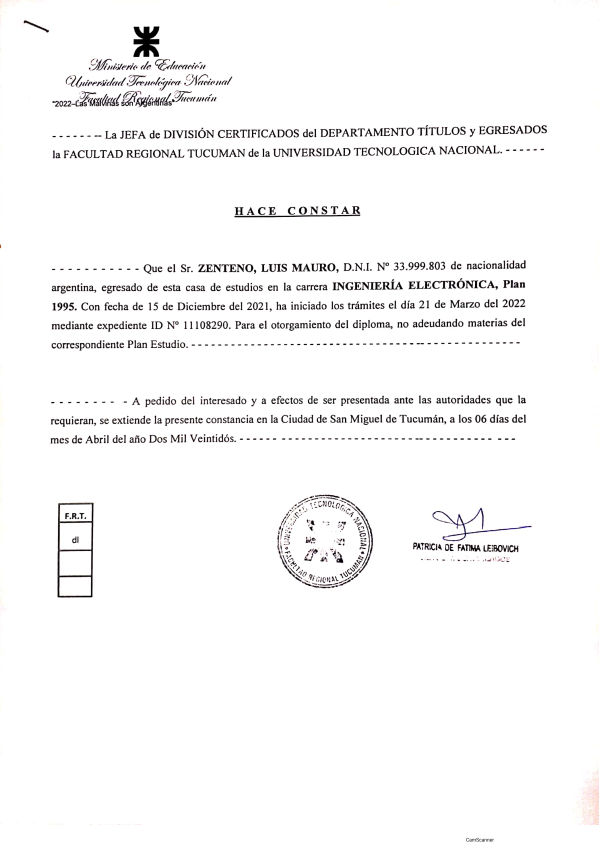 Ministerio de Educación
Universidad Tecnológica Nacional
Facultad Regional Tucumán
"2022–Las Malvinas son Argentinas"
- - - - - - -- La JEFA de DIVISIÓN CERTIFICADOS del DEPARTAMENTO TÍTULOS y EGRESADOS
la FACULTAD REGIONAL TUCUMAN de la UNIVERSIDAD TECNOLOGICA NACIONAL. - - - - - -
HACE CONSTAR
- - - - - - - - - - - Que el Sr. ZENTENO, LUIS MAURO, D.N.I. Nº 33.999.803 de nacionalidad
argentina, egresado de esta casa de estudios en la carrera INGENIERÍA ELECTRÓNICA, Plan
1995. Con fecha de 15 de Diciembre del 2021, ha iniciado los trámites el día 21 de Marzo del 2022
mediante expediente ID Nº 11108290. Para el otorgamiento del diploma, no adeudando materias del
correspondiente Plan Estudio. - - - - - - - - - - - - - - - - - - - - - - - - - - - - - - - - - - - - - - - - - - - - - - - -
- - - - - - - - - A pedido del interesado y a efectos de ser presentada ante las autoridades que la
requieran, se extiende la presente constancia en la Ciudad de San Miguel de Tucumán, a los 06 días del
mes de Abril del año Dos Mil Veintidós. - - - - - - - - - - - - - - - - - - - - - - - - - - - - - - - - - - - - - - - -
F.R.T.
dl
UNIVERSIDAD TECNOLOGICA NACIONAL
FACULTAD REGIONAL TUCUMAN
PATRICIA DE FATIMA LEIBOVICH
CamScanner